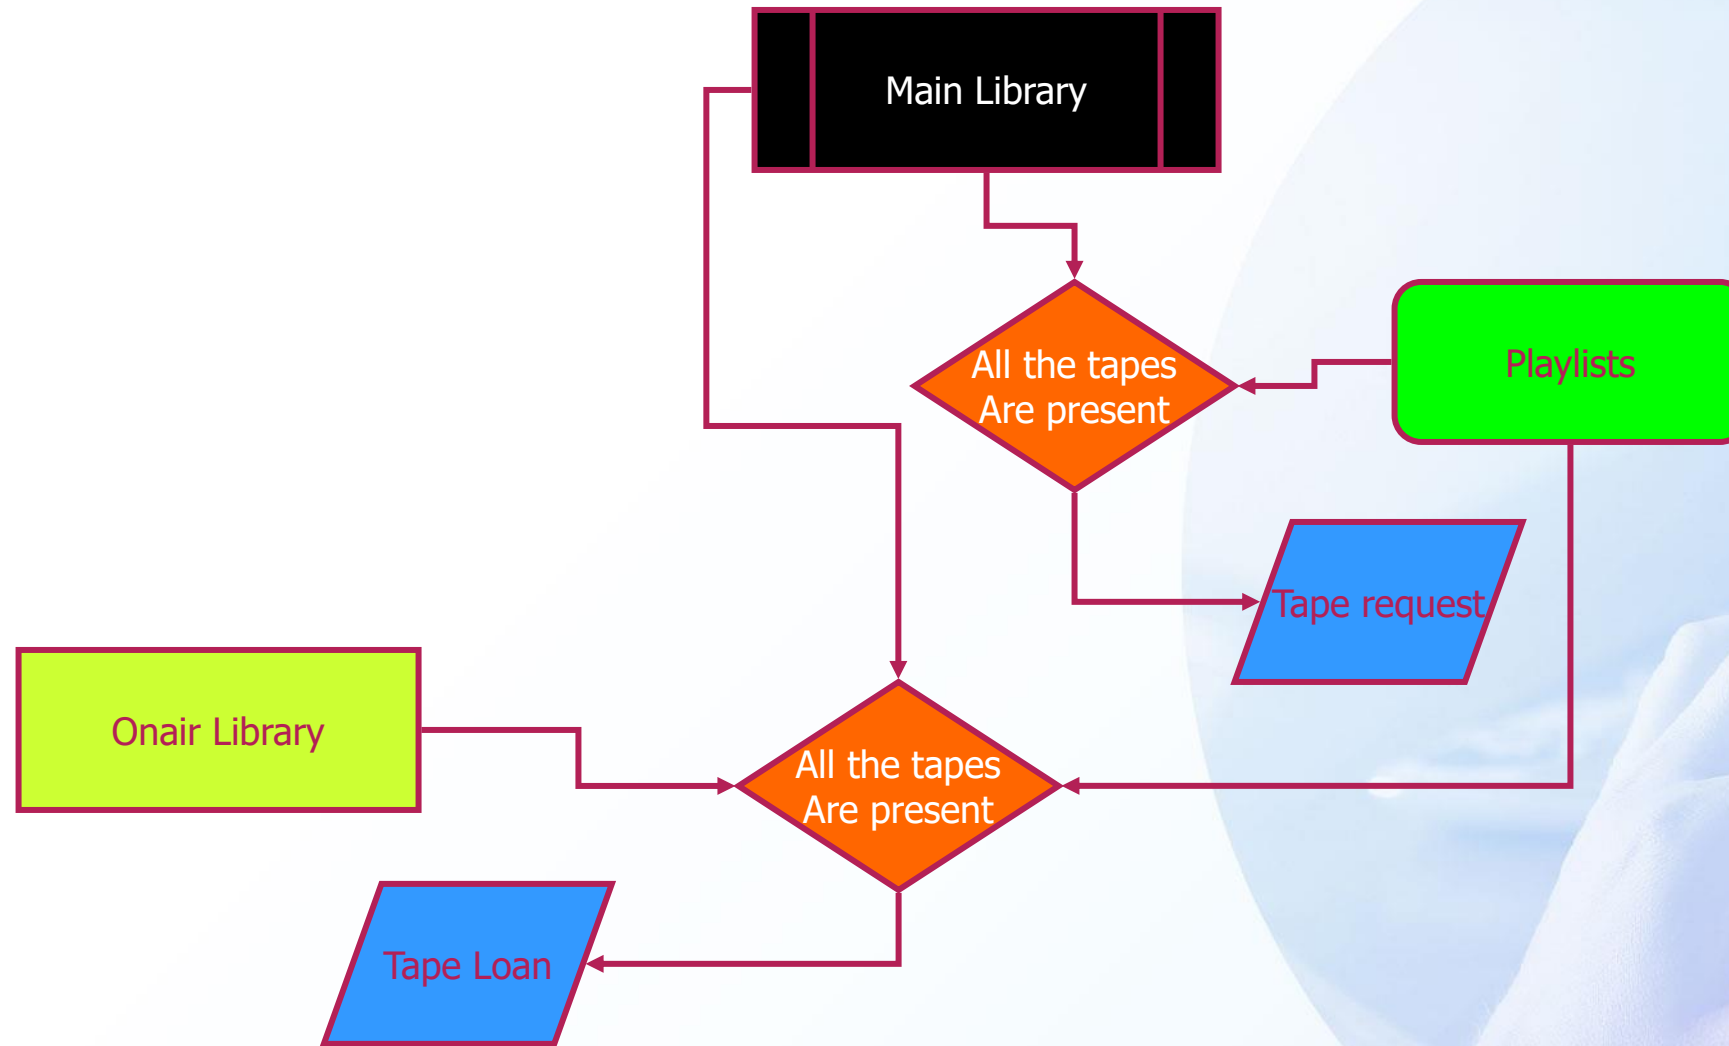 Main Library
All the tapes
Are present
Playlists
Tape request
Onair Library
All the tapes
Are present
Tape Loan